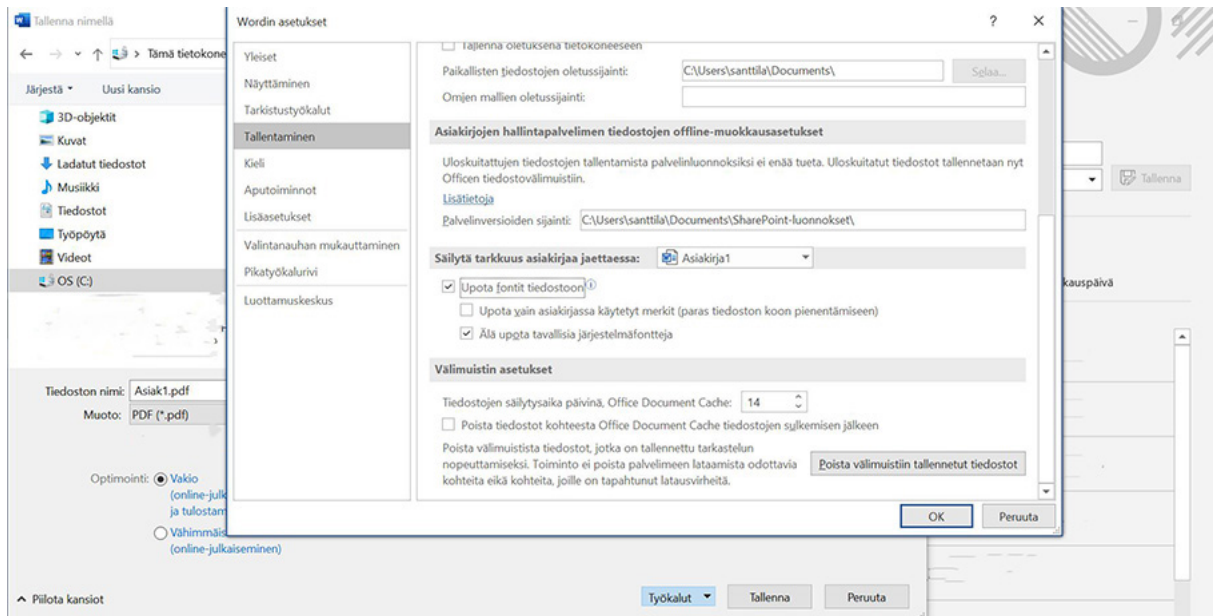 Tallenna nimellä
Tämä tietokone
Järjestä
Uusi kansio
3D-objektit
Kuvat
Ladatut tiedostot
Musiikki
Tiedostot
Työpöytä
Videot
OS (C:)
Tiedoston nimi: Asiak1.pdf
Muoto: PDF (*.pdf)
Optimointi: Vakio
(online-julk
ja tulostam
Vähimmäis
(online-julkaiseminen)
Piilota kansiot
Työkalut
Tallenna
Peruuta
Wordin asetukset
?
Yleiset
Näyttäminen
Tarkistustyökalut
Tallentaminen
Kieli
Aputoiminnot
Lisäasetukset
Valintanauhan mukauttaminen
Pikatyökalurivi
Luottamuskeskus
Tallenna oletuksena tietokoneeseen
Paikallisten tiedostojen oletussijainti: C:\Users\santtila\Documents\ Selaa...
Omien mallien oletussijainti:
Asiakirjojen hallintapalvelimen tiedostojen offline-muokkausasetukset
Uloskuitattujen tiedostojen tallentamista palvelinluonnoksiksi ei enää tueta. Uloskuitatut tiedostot tallennetaan nyt
Officen tiedostovälimuistiin.
Lisätietoja
Palvelinversioiden sijainti: C:\Users\santtila\Documents\SharePoint-luonnokset\
Säilytä tarkkuus asiakirjaa jaettaessa: Asiakirja1
Upota fontit tiedostoon
Upota vain asiakirjassa käytetyt merkit (paras tiedoston koon pienentämiseen)
Älä upota tavallisia järjestelmäfontteja
Välimuistin asetukset
Tiedostojen säilytysaika päivinä, Office Document Cache: 14
Poista tiedostot kohteesta Office Document Cache tiedostojen sulkemisen jälkeen
Poista välimuistista tiedostot, jotka on tallennettu tarkastelun
nopeuttamiseksi. Toiminto ei poista palvelimeen lataamista odottavia
kohteita eikä kohteita, joille on tapahtunut latausvirheitä.
Poista välimuistiin tallennetut tiedostot
OK
Peruuta
Tallenna
kauspäivä